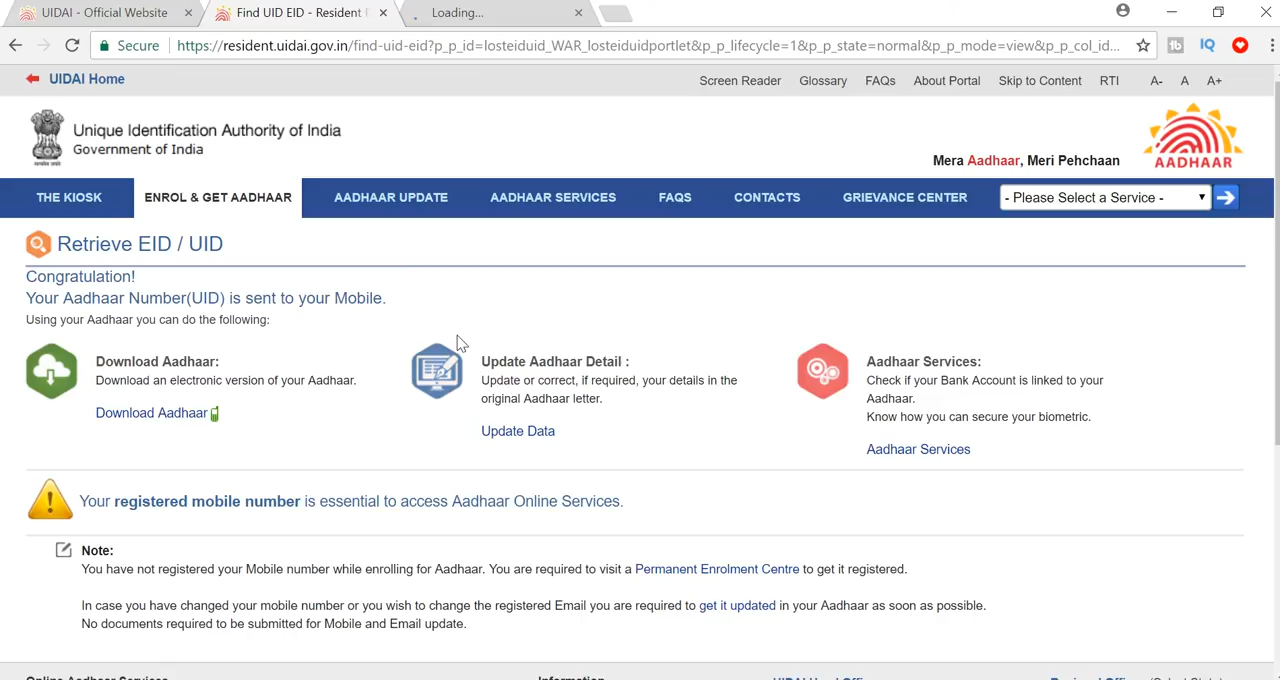 UIDAI - Official Website
Find UID EID - Resident
Loading...
Secure
https://resident.uidai.gov.in/find-uid-eid?p_p_id=losteiduid_WAR_losteiduidportlet&p_p_lifecycle=1&p_p_state=normal&p_p_mode=view&p_p_col_id...
UIDAI Home
Screen Reader Glossary FAQs About Portal Skip to Content RTI A- A A+
Unique Identification Authority of India
Government of India
Mera Aadhaar, Meri Pehchaan
AADHAAR
THE KIOSK ENROL & GET AADHAAR AADHAAR UPDATE AADHAAR SERVICES FAQS CONTACTS GRIEVANCE CENTER - Please Select a Service -
Retrieve EID / UID
Congratulation!
Your Aadhaar Number(UID) is sent to your Mobile.
Using your Aadhaar you can do the following:
Download Aadhaar:
Download an electronic version of your Aadhaar.
Download Aadhaar
Update Aadhaar Detail :
Update or correct, if required, your details in the
original Aadhaar letter.
Update Data
Aadhaar Services:
Check if your Bank Account is linked to your
Aadhaar.
Know how you can secure your biometric.
Aadhaar Services
Your registered mobile number is essential to access Aadhaar Online Services.
Note:
You have not registered your Mobile number while enrolling for Aadhaar. You are required to visit a Permanent Enrolment Centre to get it registered.
In case you have changed your mobile number or you wish to change the registered Email you are required to get it updated in your Aadhaar as soon as possible.
No documents required to be submitted for Mobile and Email update.
Online Aadhaar Services Information